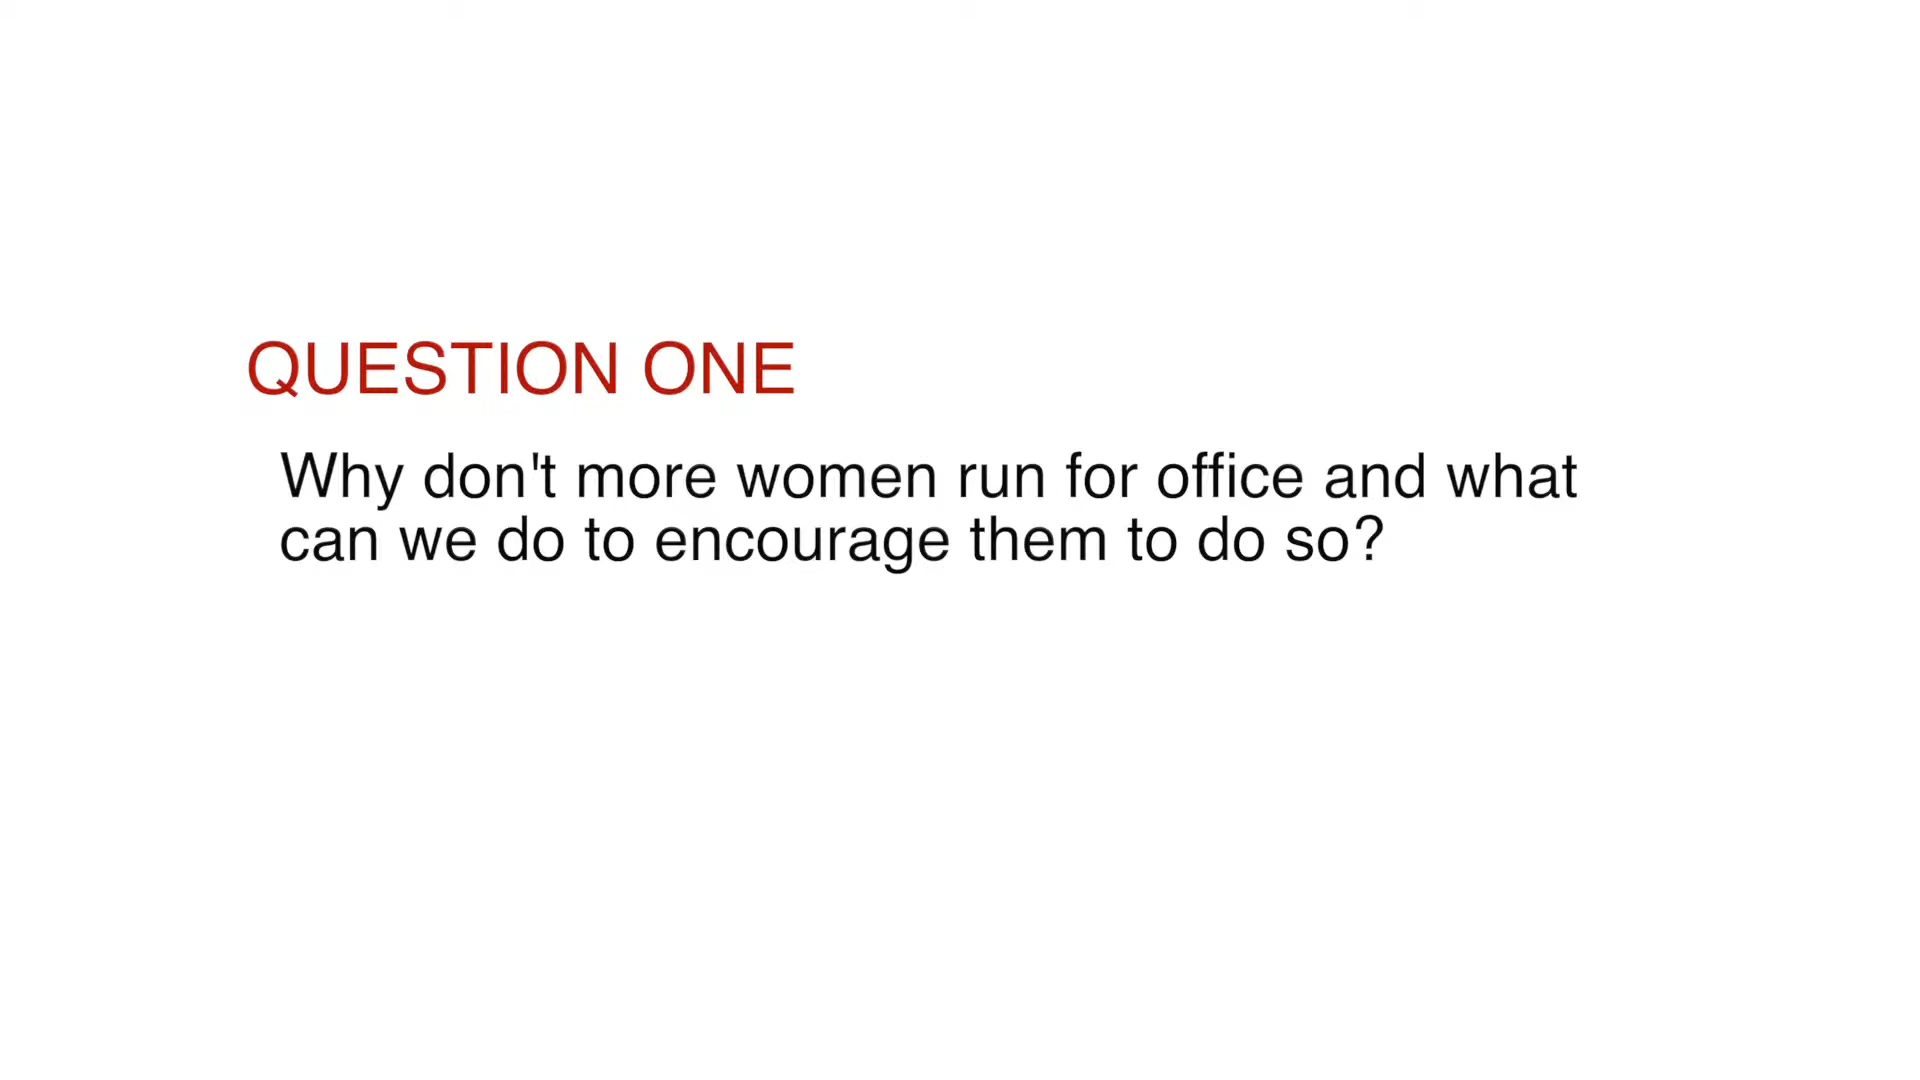 QUESTION ONE
Why don't more women run for office and what
can we do to encourage them to do so?